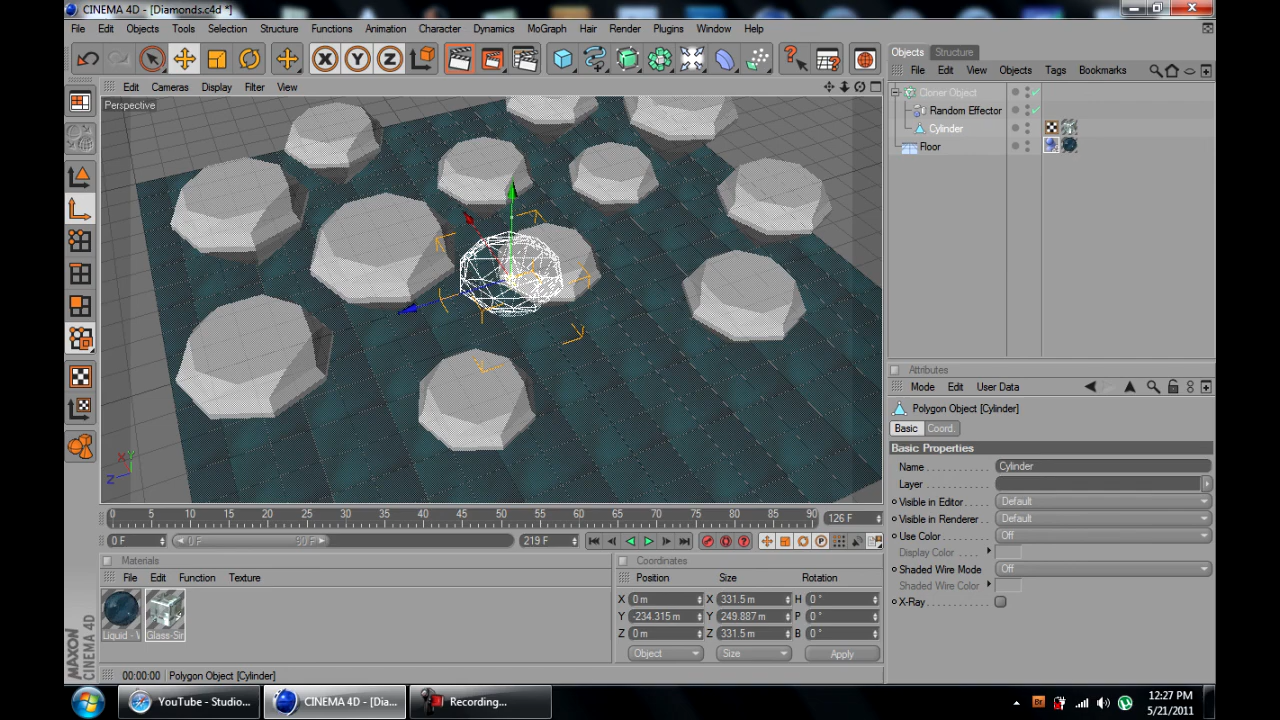 CINEMA 4D - [Diamonds.c4d *]
File Edit Objects Tools Selection Structure Functions Animation Character Dynamics MoGraph Hair Render Plugins Window Help
Objects Structure
File Edit View Objects Tags Bookmarks
Edit Cameras Display Filter View
Perspective
Cloner Object
Random Effector
Cylinder
Floor
Attributes
Mode Edit User Data
Polygon Object [Cylinder]
Basic Coord.
Basic Properties
Name Cylinder
Layer
Visible in Editor Default
Visible in Renderer Default
Use Color Off
Display Color
Shaded Wire Mode Off
Shaded Wire Color
X-Ray
X Y
Z
0 5 10 15 20 25 30 35 40 45 50 55 60 65 70 75 80 85 90 126 F
0 F 0 F 90 F 219 F
Materials
File Edit Function Texture
Liquid - Glass-Sir
Coordinates
Position Size Rotation
X 0 m X 331.5 m H 0 °
Y -234.315 m Y 249.887 m P 0 °
Z 0 m Z 331.5 m B 0 °
Object Size Apply
MAXON CINEMA 4D
00:00:00 Polygon Object [Cylinder]
YouTube - Studio... CINEMA 4D - [Dia... Recording...
Br
12:27 PM
5/21/2011